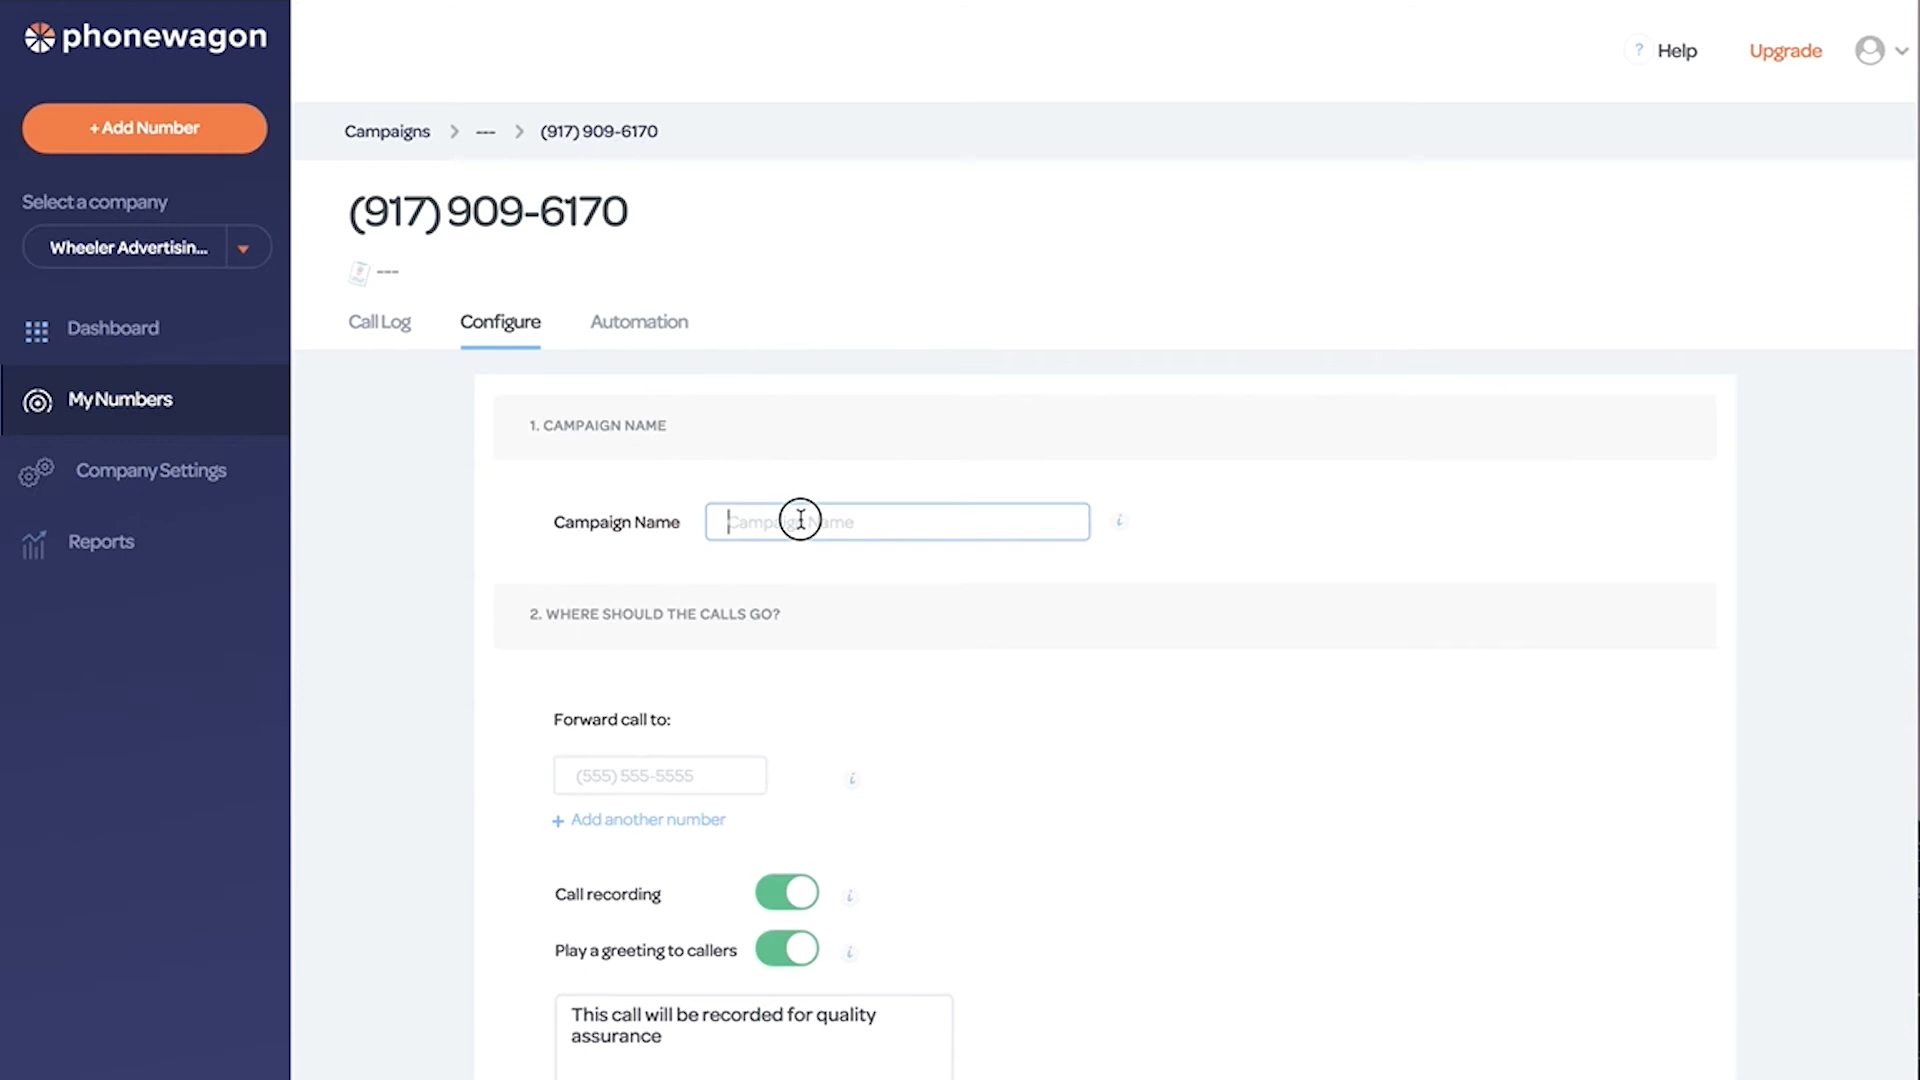 phonewagon
? Help
Upgrade
+ Add Number
Campaigns > --- > (917) 909-6170
Select a company
Wheeler Advertisin...
(917) 909-6170
---
Call Log
Configure
Automation
Dashboard
My Numbers
Company Settings
Reports
1. CAMPAIGN NAME
Campaign Name
Campaign Name
i
2. WHERE SHOULD THE CALLS GO?
Forward call to:
(555) 555-5555
i
+ Add another number
Call recording
i
Play a greeting to callers
i
This call will be recorded for quality
assurance